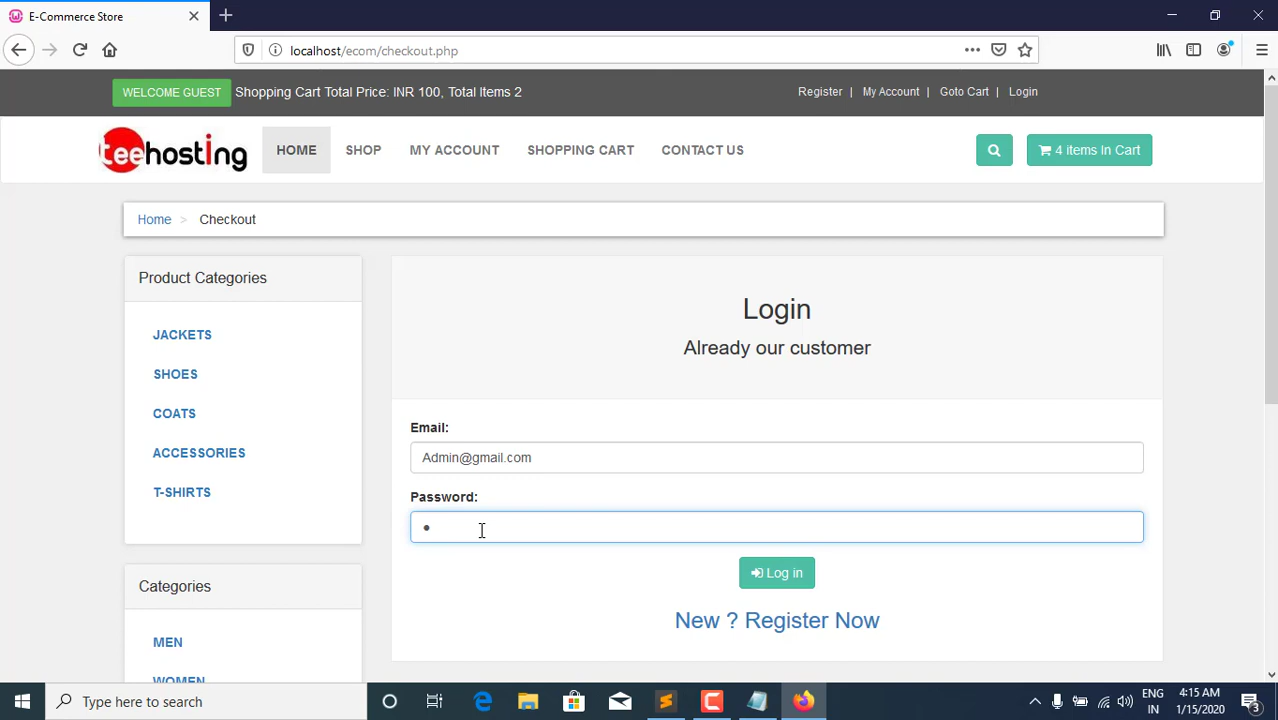 E-Commerce Store
localhost/ecom/checkout.php
WELCOME GUEST Shopping Cart Total Price: INR 100, Total Items 2
Register | My Account | Goto Cart | Login
teehosting
HOME SHOP MY ACCOUNT SHOPPING CART CONTACT US
4 items In Cart
Home > Checkout
Product Categories
JACKETS
SHOES
COATS
ACCESSORIES
T-SHIRTS
Categories
MEN
WOMEN
Login
Already our customer
Email:
Admin@gmail.com
Password:
Log in
New ? Register Now
Type here to search
ENG
IN
4:15 AM
1/15/2020
3